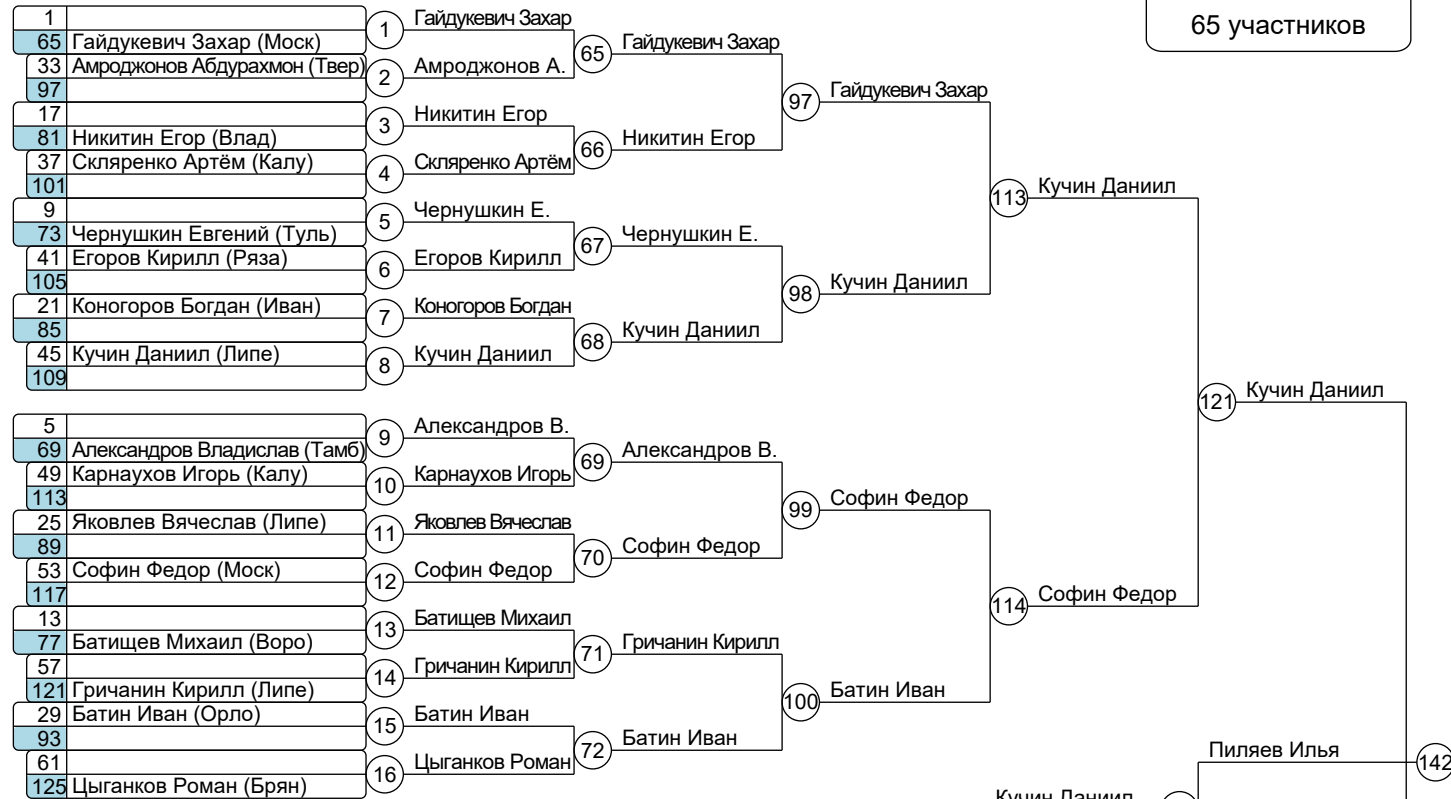 65 участников
1
65 Гайдукевич Захар (Моск)
33 Амроджонов Абдурахмон (Твер)
97
17
81 Никитин Егор (Влад)
37 Скляренко Артём (Калу)
101
9
73 Чернушкин Евгений (Туль)
41 Егоров Кирилл (Ряза)
105
21 Коногоров Богдан (Иван)
85
45 Кучин Даниил (Липе)
109
5
69 Александров Владислав (Тамб)
49 Карнаухов Игорь (Калу)
113
25 Яковлев Вячеслав (Липе)
89
53 Софин Федор (Моск)
117
13
77 Батищев Михаил (Воро)
57
121 Гричанин Кирилл (Липе)
29 Батин Иван (Орло)
93
61
125 Цыганков Роман (Брян)
1 Гайдукевич Захар
2 Амроджонов А.
3 Никитин Егор
4 Скляренко Артём
5 Чернушкин Е.
6 Егоров Кирилл
7 Коногоров Богдан
8 Кучин Даниил
9 Александров В.
10 Карнаухов Игорь
11 Яковлев Вячеслав
12 Софин Федор
13 Батищев Михаил
14 Гричанин Кирилл
15 Батин Иван
16 Цыганков Роман
65 Гайдукевич Захар
66 Никитин Егор
67 Чернушкин Е.
68 Кучин Даниил
69 Александров В.
70 Софин Федор
71 Гричанин Кирилл
72 Батин Иван
97 Гайдукевич Захар
98 Кучин Даниил
99 Софин Федор
100 Батин Иван
113 Кучин Даниил
114 Софин Федор
121 Кучин Даниил
Пиляев Илья
142
Кучин Даниил